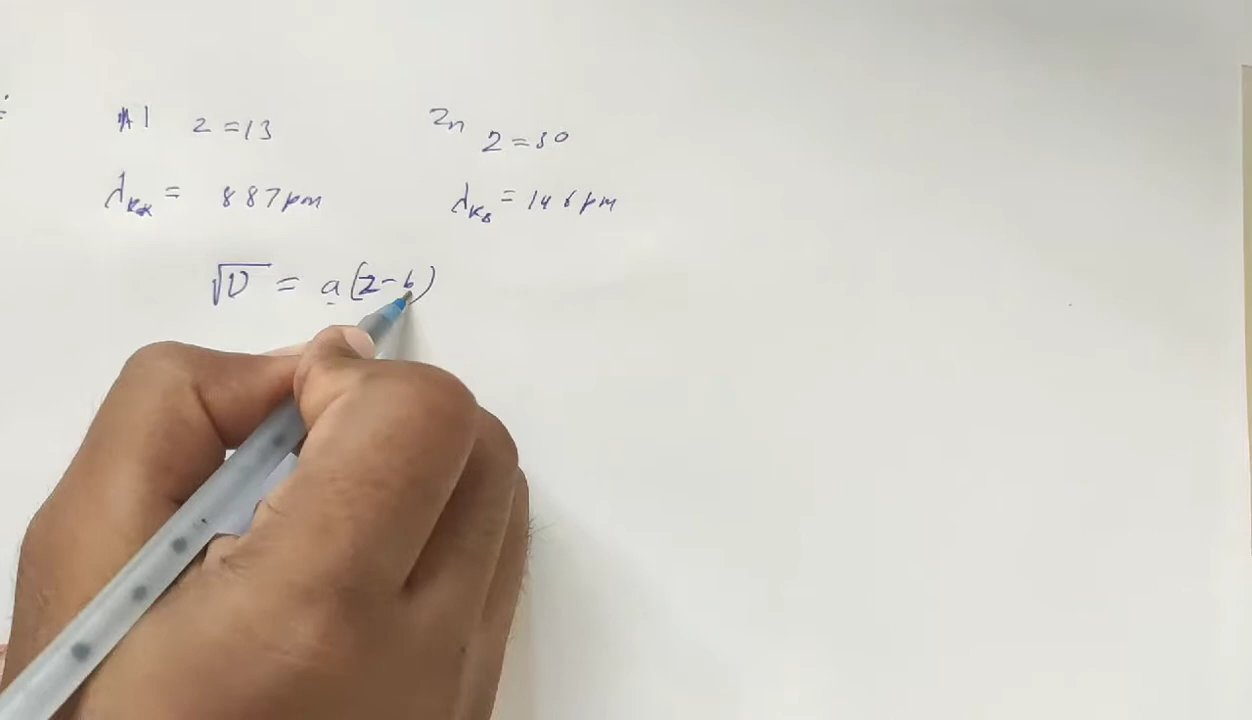 Al Z = 13 Zn Z = 30
λKα = 887 pm λKα = 146 pm
√ν = a(Z-b)